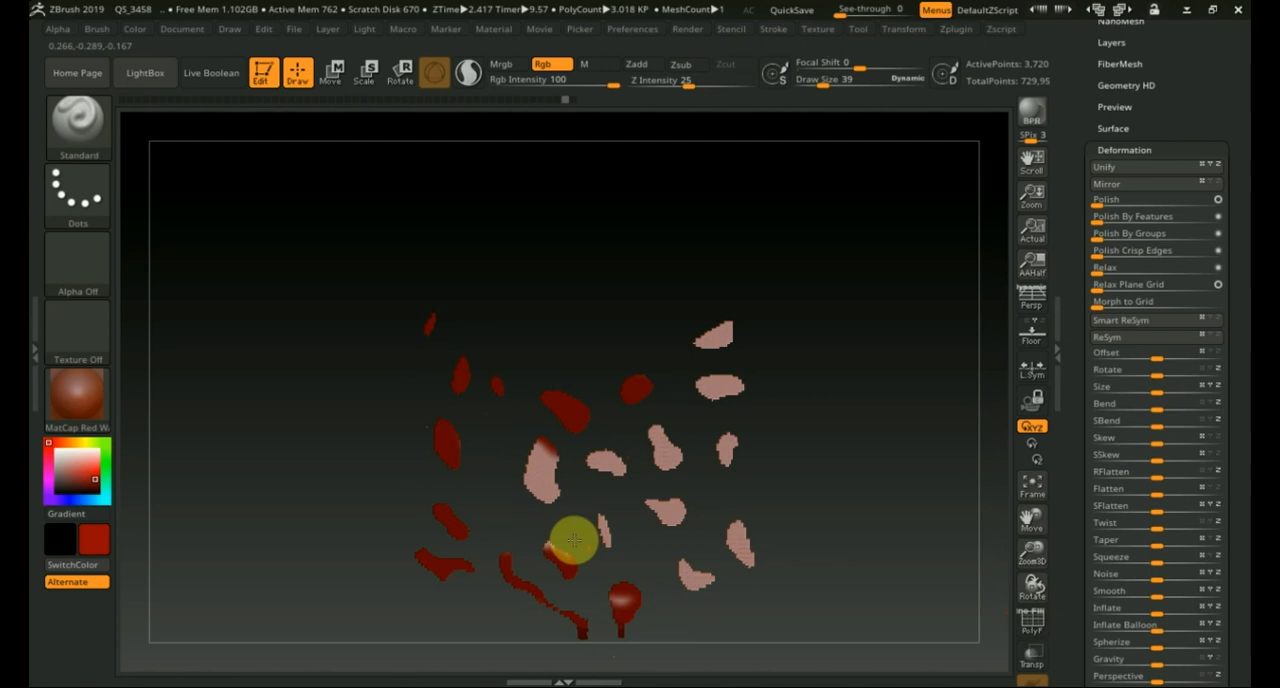 ZBrush 2019 QS_3458 .. • Free Mem 1.102GB • Active Mem 762 • Scratch Disk 670 • ZTime▶2.417 Timer▶9.57 • PolyCount▶3.018 KP • MeshCount▶1 AC QuickSave See-through 0 Menus DefaultZScript
Alpha Brush Color Document Draw Edit File Layer Light Macro Marker Material Movie Picker Preferences Render Stencil Stroke Texture Tool Transform Zplugin Zscript
0.266,-0.289,-0.167
Home Page LightBox Live Boolean Edit Draw Move Scale Rotate
Mrgb Rgb M Zadd Zsub Zcut
Rgb Intensity 100 Z Intensity 25
S
Focal Shift 0
Draw Size 39 Dynamic
D
ActivePoints: 3,720
TotalPoints: 729,95
Standard
Dots
Alpha Off
Texture Off
MatCap Red W
Gradient
SwitchColor
Alternate
BPR
SPix 3
Scroll
Zoom
Actual
AAHalf
Dynamic
Persp
Floor
L.Sym
XYZ
Frame
Move
Zoom3D
Rotate
PolyF
Transp
NanoMesh
Layers
FiberMesh
Geometry HD
Preview
Surface
Deformation
Unify
Mirror
Polish
Polish By Features
Polish By Groups
Polish Crisp Edges
Relax
Relax Plane Grid
Morph to Grid
Smart ReSym
ReSym
Offset
Rotate
Size
Bend
SBend
Skew
SSkew
RFlatten
Flatten
SFlatten
Twist
Taper
Squeeze
Noise
Smooth
Inflate
Inflate Balloon
Spherize
Gravity
Perspective